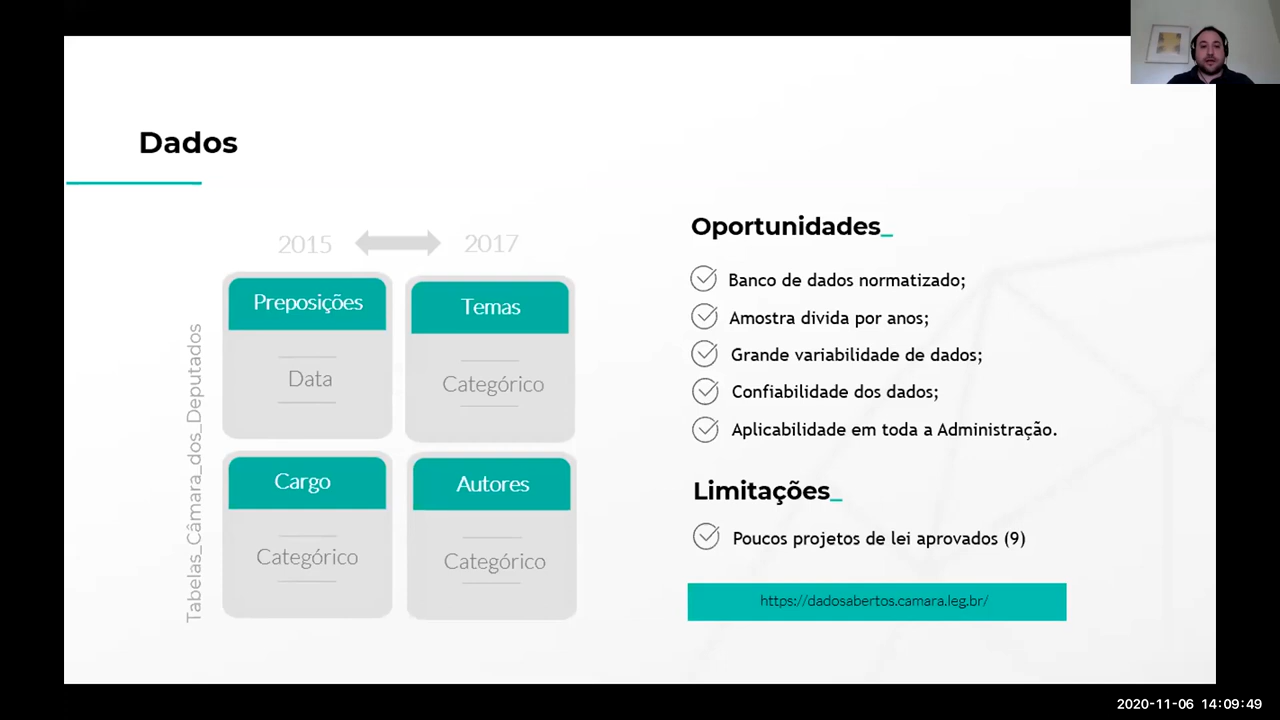 Dados
2015
2017
Preposições
Data
Temas
Categórico
Cargo
Categórico
Autores
Categórico
Tabelas_Câmara_dos_Deputados
Oportunidades_
Banco de dados normatizado;
Amostra divida por anos;
Grande variabilidade de dados;
Confiabilidade dos dados;
Aplicabilidade em toda a Administração.
Limitações_
Poucos projetos de lei aprovados (9)
https://dadosabertos.camara.leg.br/
2020-11-06 14:09:49